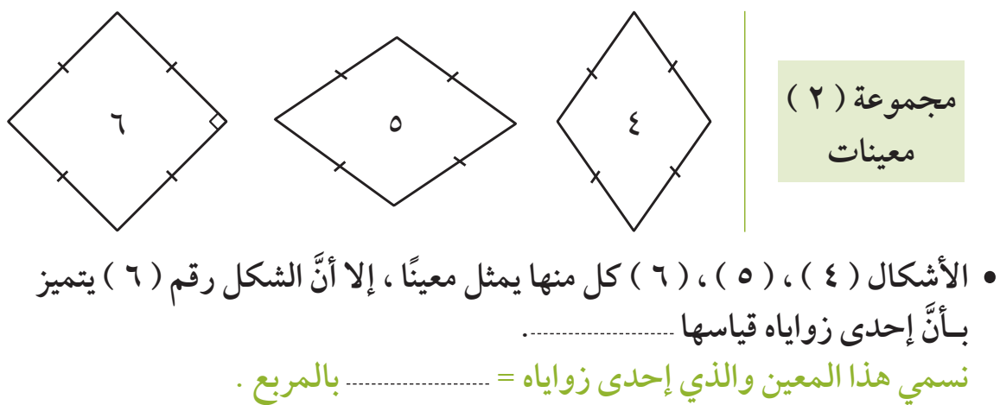 مجموعة ( ٢ )
معينات
٤
٥
٦
• الأشكال ( ٤ ) ، ( ٥ ) ، ( ٦ ) كل منها يمثل معينًا ، إلا أنَّ الشكل رقم ( ٦ ) يتميز
بـأنَّ إحدى زواياه قياسها ........................ .
نسمي هذا المعين والذي إحدى زواياه = ........................ بالمربع .